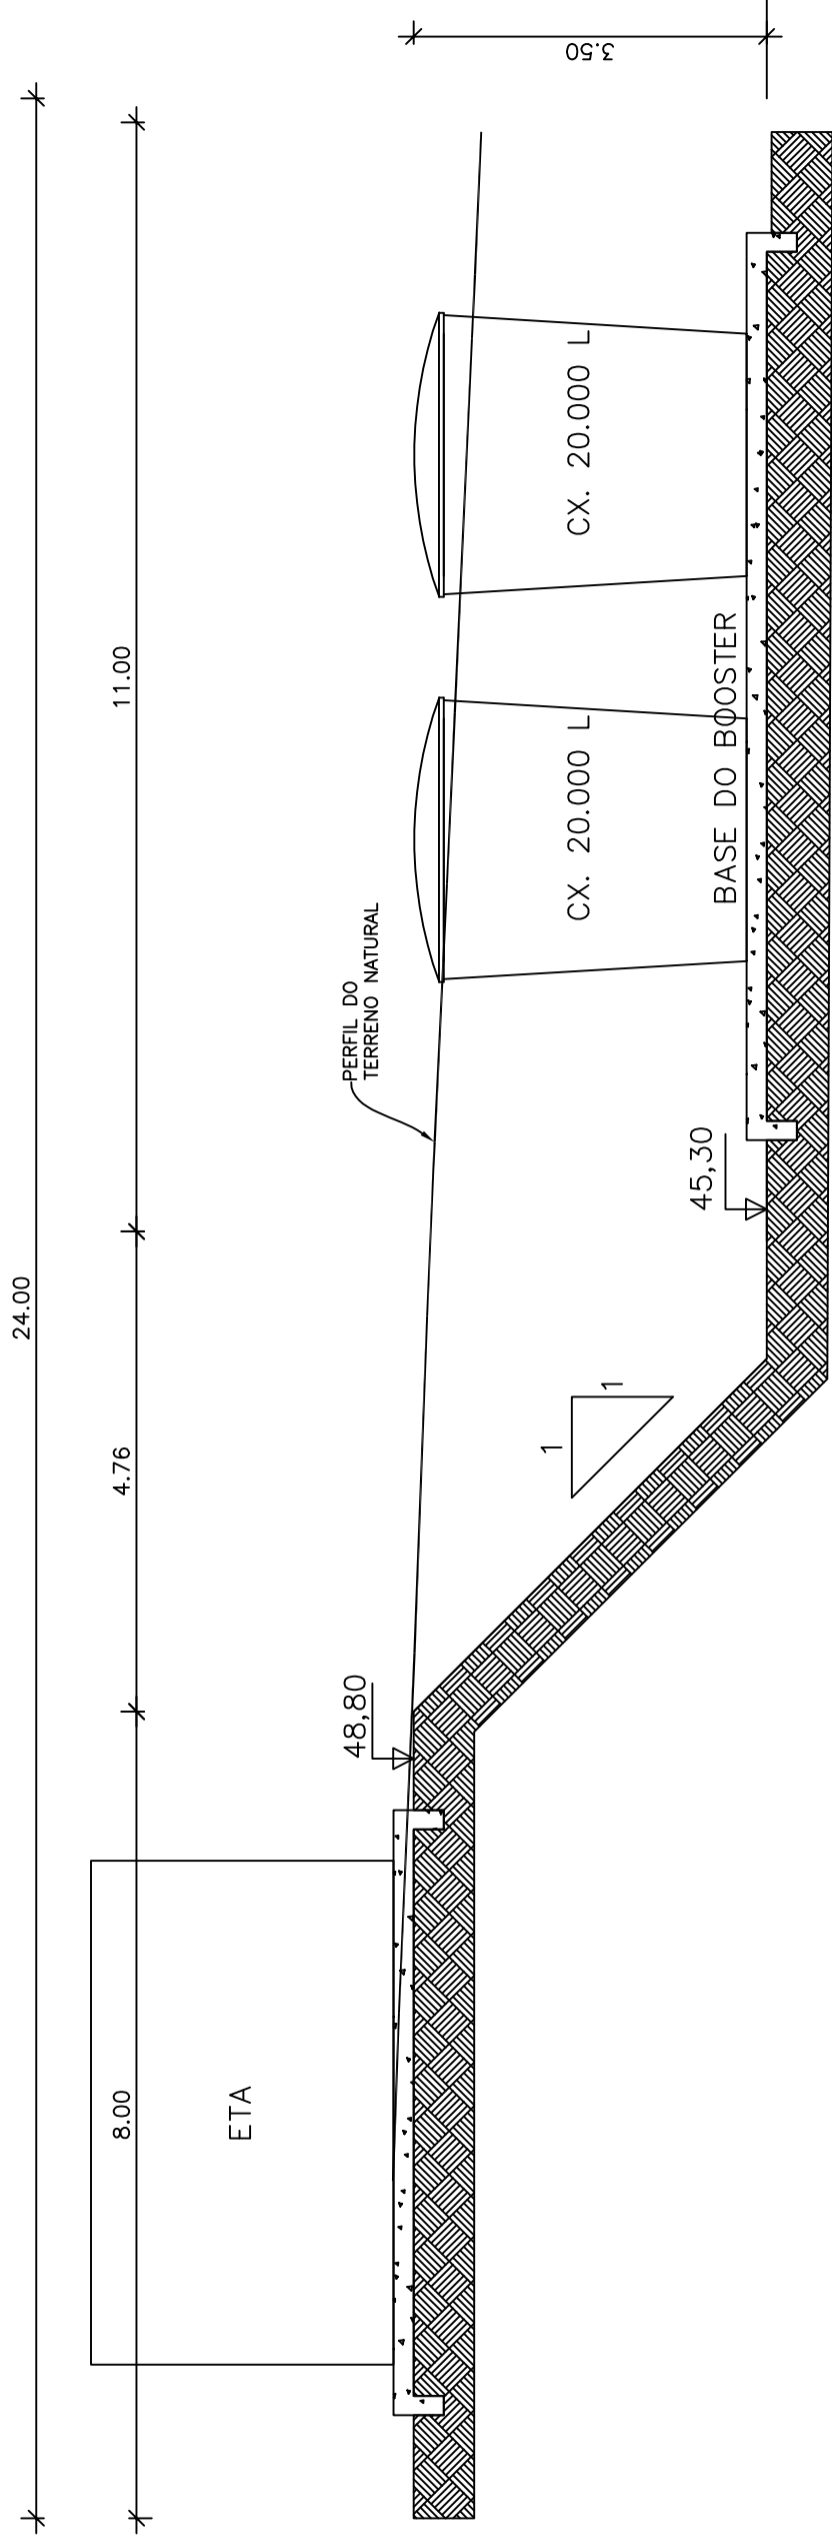 24.00
8.00
4.76
11.00
3.50
ETA
48,80
PERFIL DO
TERRENO NATURAL
1
1
45,30
CX. 20.000 L
CX. 20.000 L
BASE DO BOOSTER